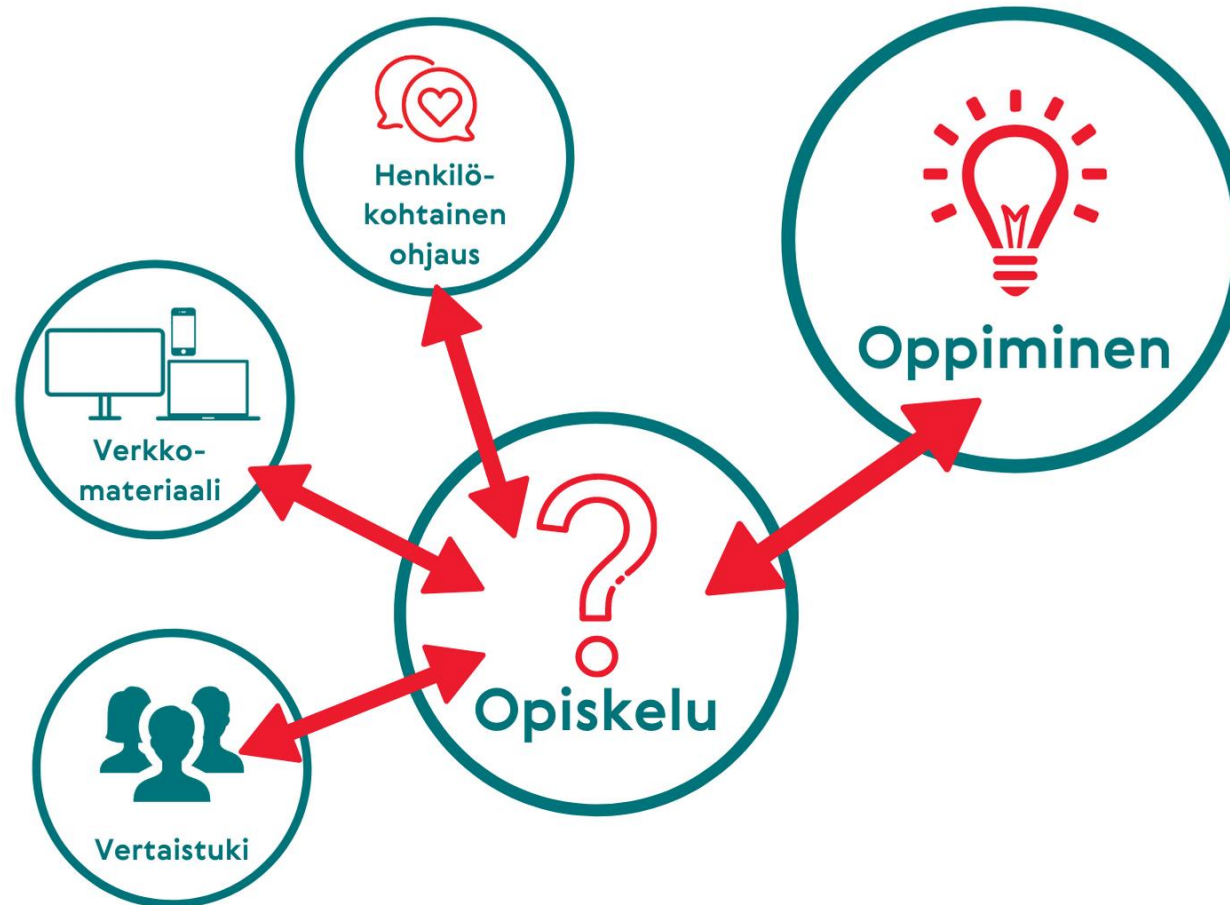 Henkilö-
kohtainen
ohjaus
Oppiminen
Verkko-
materiaali
Opiskelu
Vertaistuki